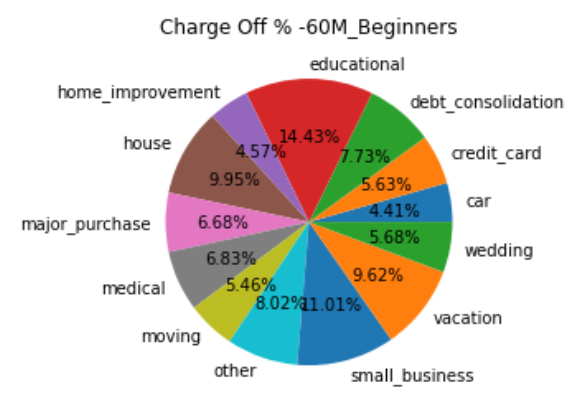 Charge Off % -60M_Beginners
educational
home_improvement
debt_consolidation
house
credit_card
car
major_purchase
wedding
medical
vacation
moving
other
small_business
14.43%
4.57%
7.73%
9.95%
5.63%
4.41%
6.68%
5.68%
6.83%
9.62%
5.46%
8.02%
11.01%